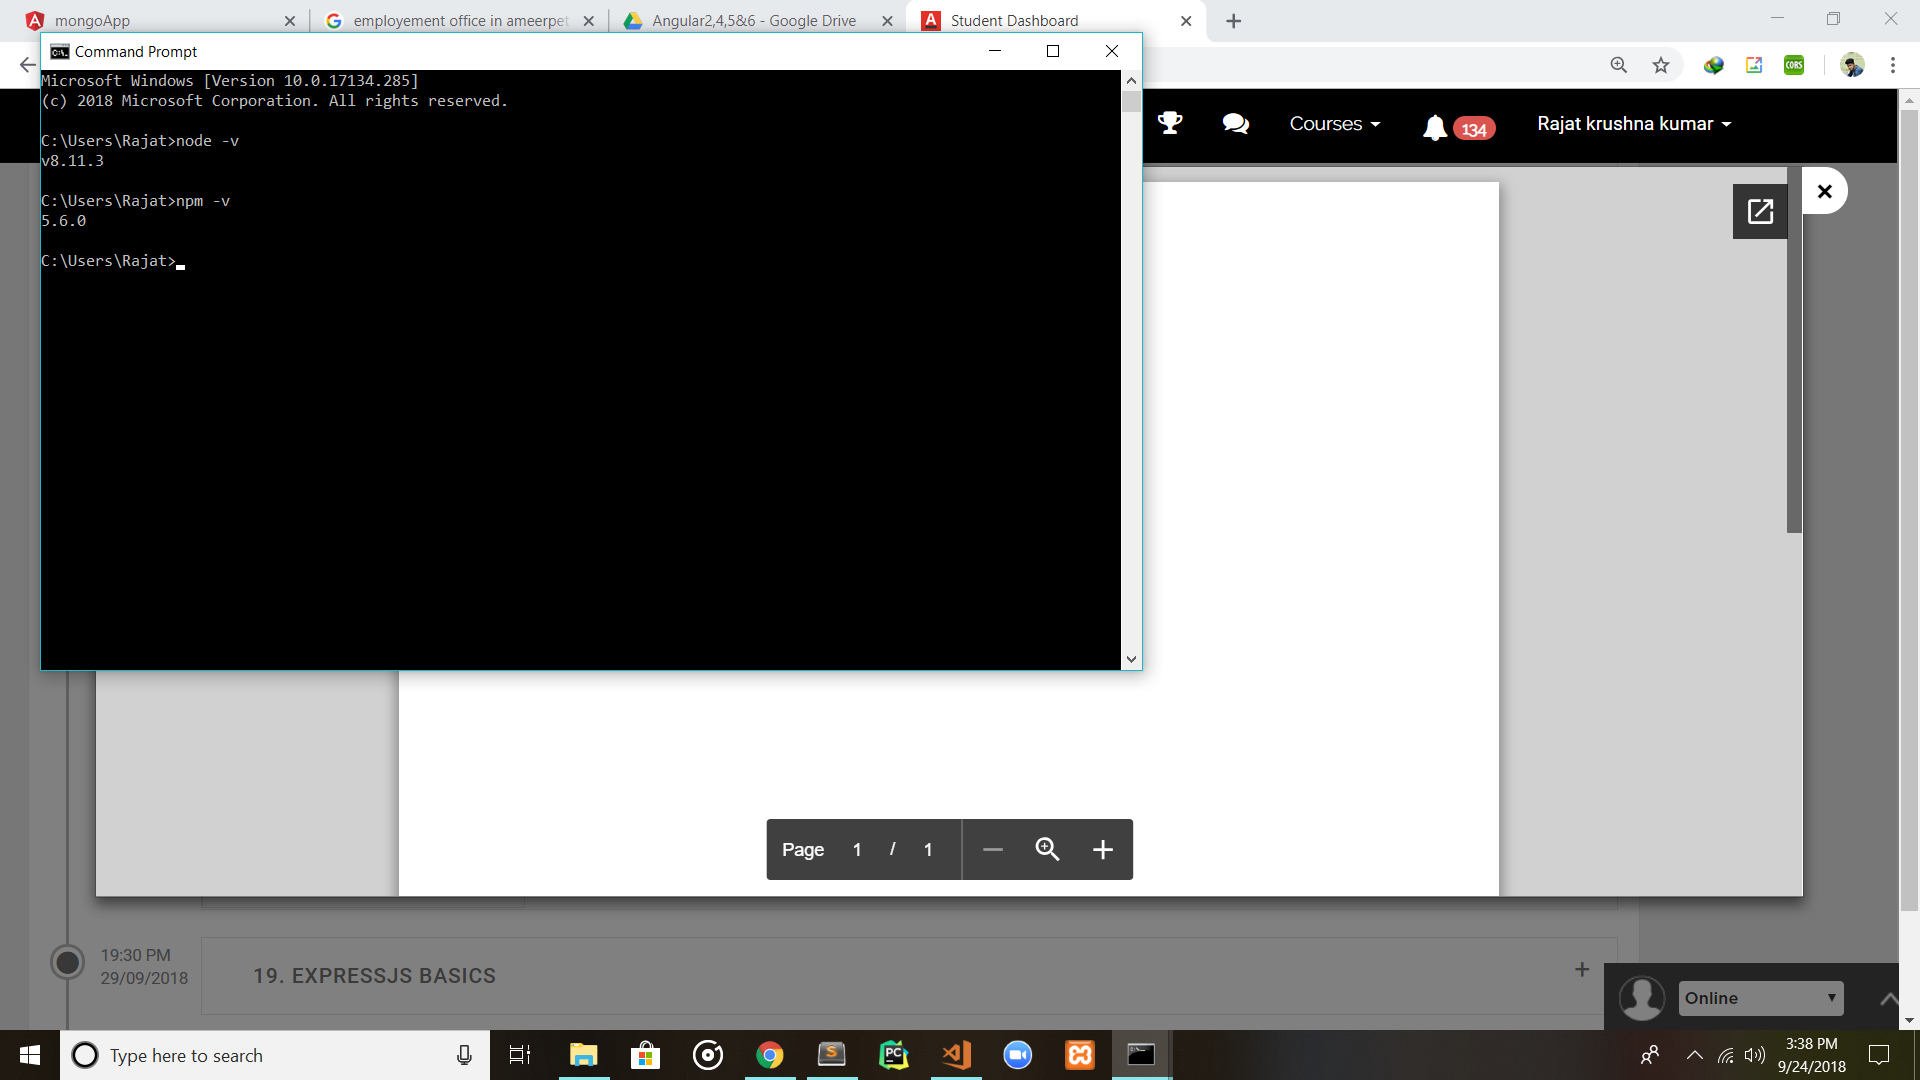 mongoApp
employement office in ameerpet
Angular2,4,5&6 - Google Drive
Student Dashboard
Command Prompt
Microsoft Windows [Version 10.0.17134.285]
(c) 2018 Microsoft Corporation. All rights reserved.
C:\Users\Rajat>node -v
v8.11.3
C:\Users\Rajat>npm -v
5.6.0
C:\Users\Rajat>
CORS
Courses
134
Rajat krushna kumar
Page 1 / 1
19:30 PM
29/09/2018
19. EXPRESSJS BASICS
Online
Type here to search
PC
3:38 PM
9/24/2018